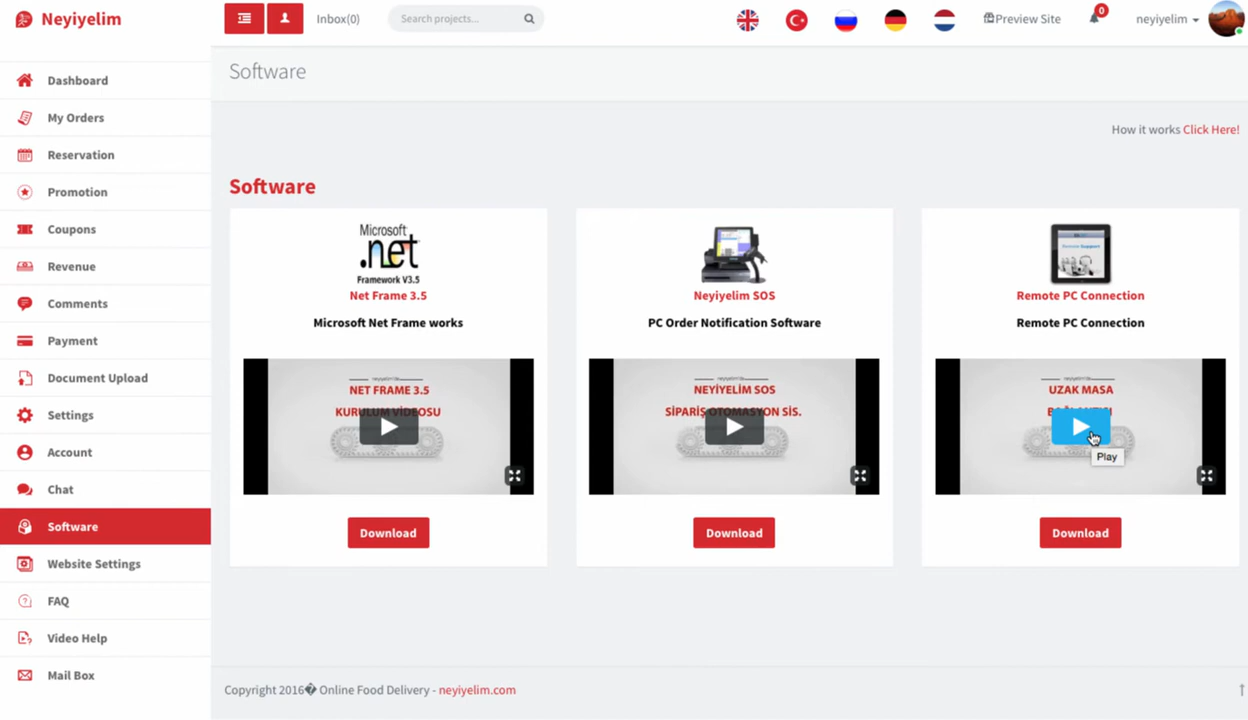 Neyiyelim
Inbox(0)
Search projects...
Preview Site
0
neyiyelim
Dashboard
My Orders
Reservation
Promotion
Coupons
Revenue
Comments
Payment
Document Upload
Settings
Account
Chat
Software
Website Settings
FAQ
Video Help
Mail Box
Software
How it works Click Here!
Software
Microsoft
.net
Framework V3.5
Net Frame 3.5
Microsoft Net Frame works
NET FRAME 3.5
KURULUM VİDEOSU
Download
Neyiyelim SOS
PC Order Notification Software
NEYİYELİM SOS
SİPARİŞ OTOMASYON SİS.
Download
Remote Support
Remote PC Connection
Remote PC Connection
UZAK MASA
Play
Download
Copyright 2016� Online Food Delivery - neyiyelim.com